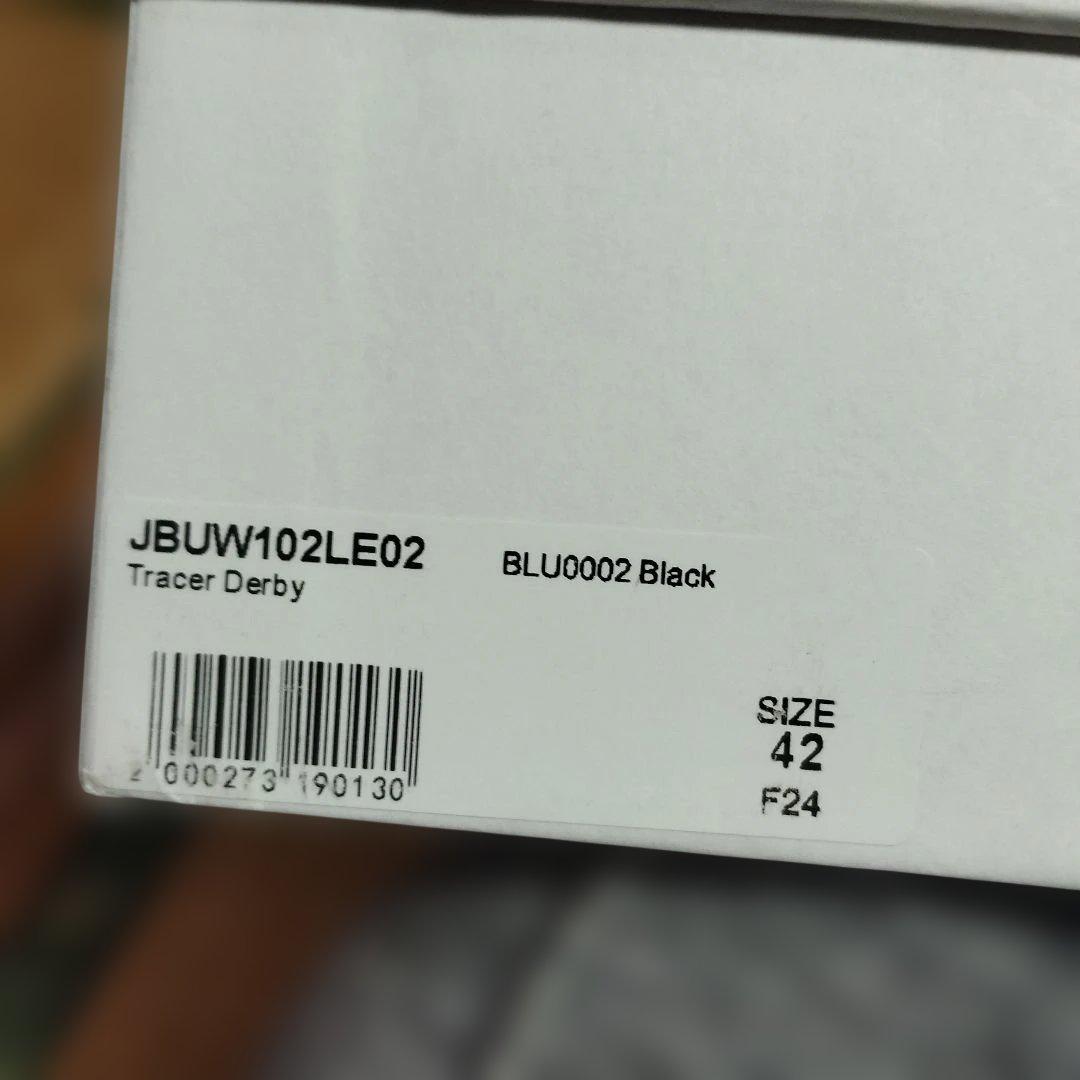 JBUW102LE02
BLU0002 Black
Tracer Derby
2 000273 190130
SIZE
42
F24